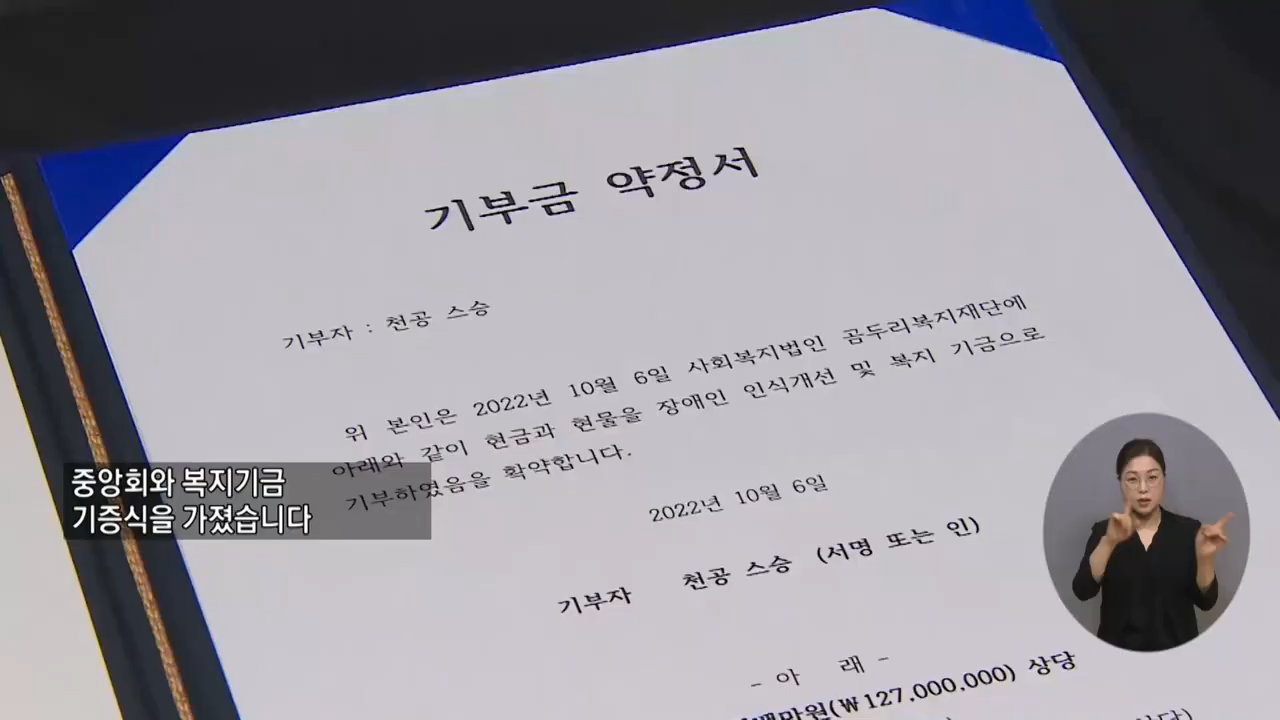 기부금 약정서
기부자 : 천공 스승
위 본인은 2022년 10월 6일 사회복지법인 곰두리복지재단에
아래와 같이 현금과 현물을 장애인 인식개선 및 복지 기금으로
기부하였음을 확약합니다.
2022년 10월 6일
기부자 천공 스승 (서명 또는 인)
- 아 래 -
백만원(₩127,000,000) 상당
중앙회와 복지기금
기증식을 가졌습니다